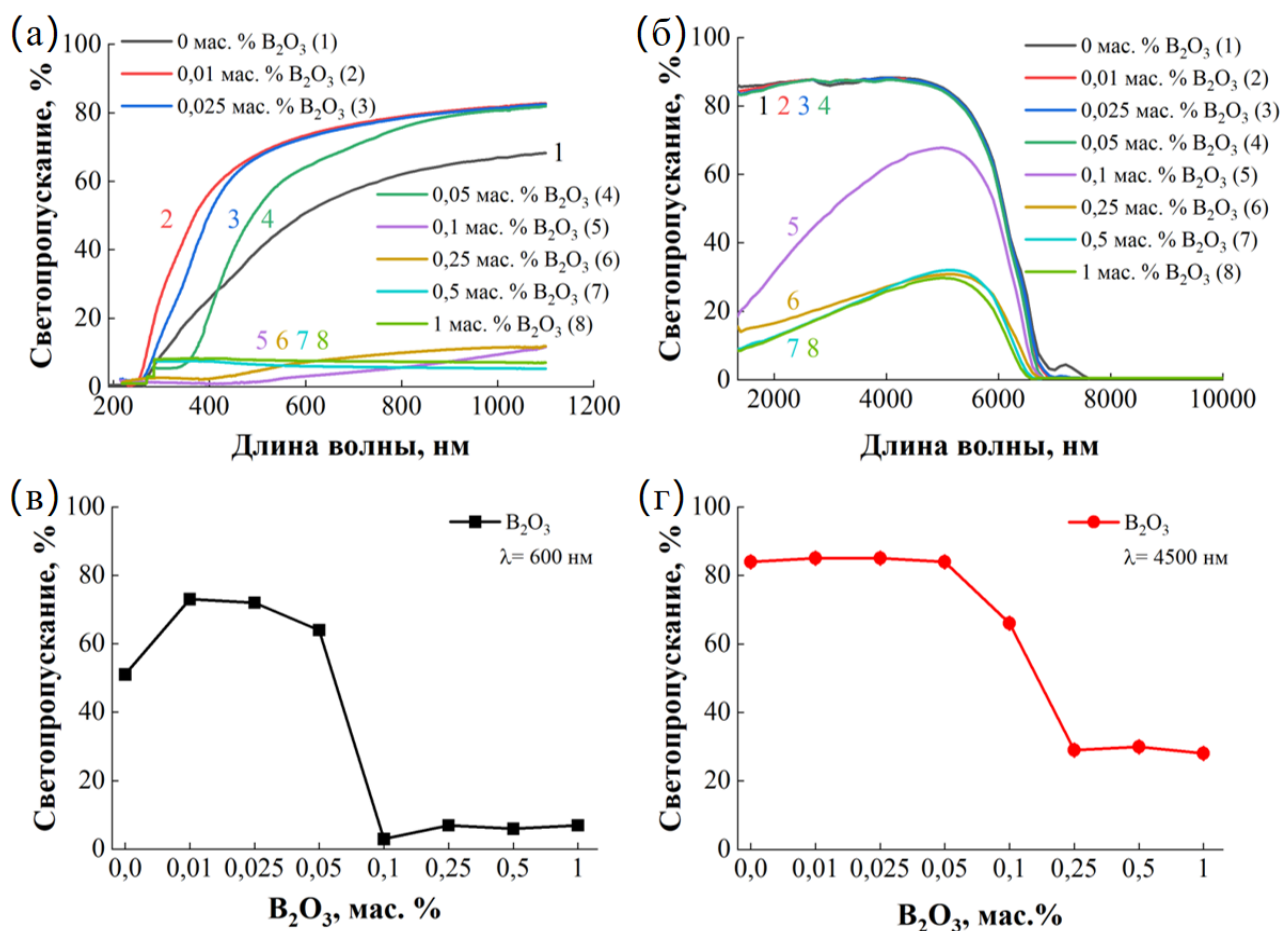 (а)
Светопропускание, %
100
80
60
40
20
0
0 мас. % B₂O₃ (1)
0,01 мас. % B₂O₃ (2)
0,025 мас. % B₂O₃ (3)
1
2
3
4
0,05 мас. % B₂O₃ (4)
0,1 мас. % B₂O₃ (5)
0,25 мас. % B₂O₃ (6)
0,5 мас. % B₂O₃ (7)
1 мас. % B₂O₃ (8)
5 6 7 8
200 400 600 800 1000 1200
Длина волны, нм
(б)
Светопропускание, %
100
80
60
40
20
0
0 мас. % B₂O₃ (1)
0,01 мас. % B₂O₃ (2)
0,025 мас. % B₂O₃ (3)
0,05 мас. % B₂O₃ (4)
0,1 мас. % B₂O₃ (5)
0,25 мас. % B₂O₃ (6)
0,5 мас. % B₂O₃ (7)
1 мас. % B₂O₃ (8)
1 2 3 4
5
6
7 8
2000 4000 6000 8000 10000
Длина волны, нм
(в)
Светопропускание, %
100
80
60
40
20
0
B₂O₃
λ= 600 нм
0,0 0,01 0,025 0,05 0,1 0,25 0,5 1
B₂O₃, мас. %
(г)
Светопропускание, %
100
80
60
40
20
0
B₂O₃
λ= 4500 нм
0,0 0,01 0,025 0,05 0,1 0,25 0,5 1
B₂O₃, мас.%